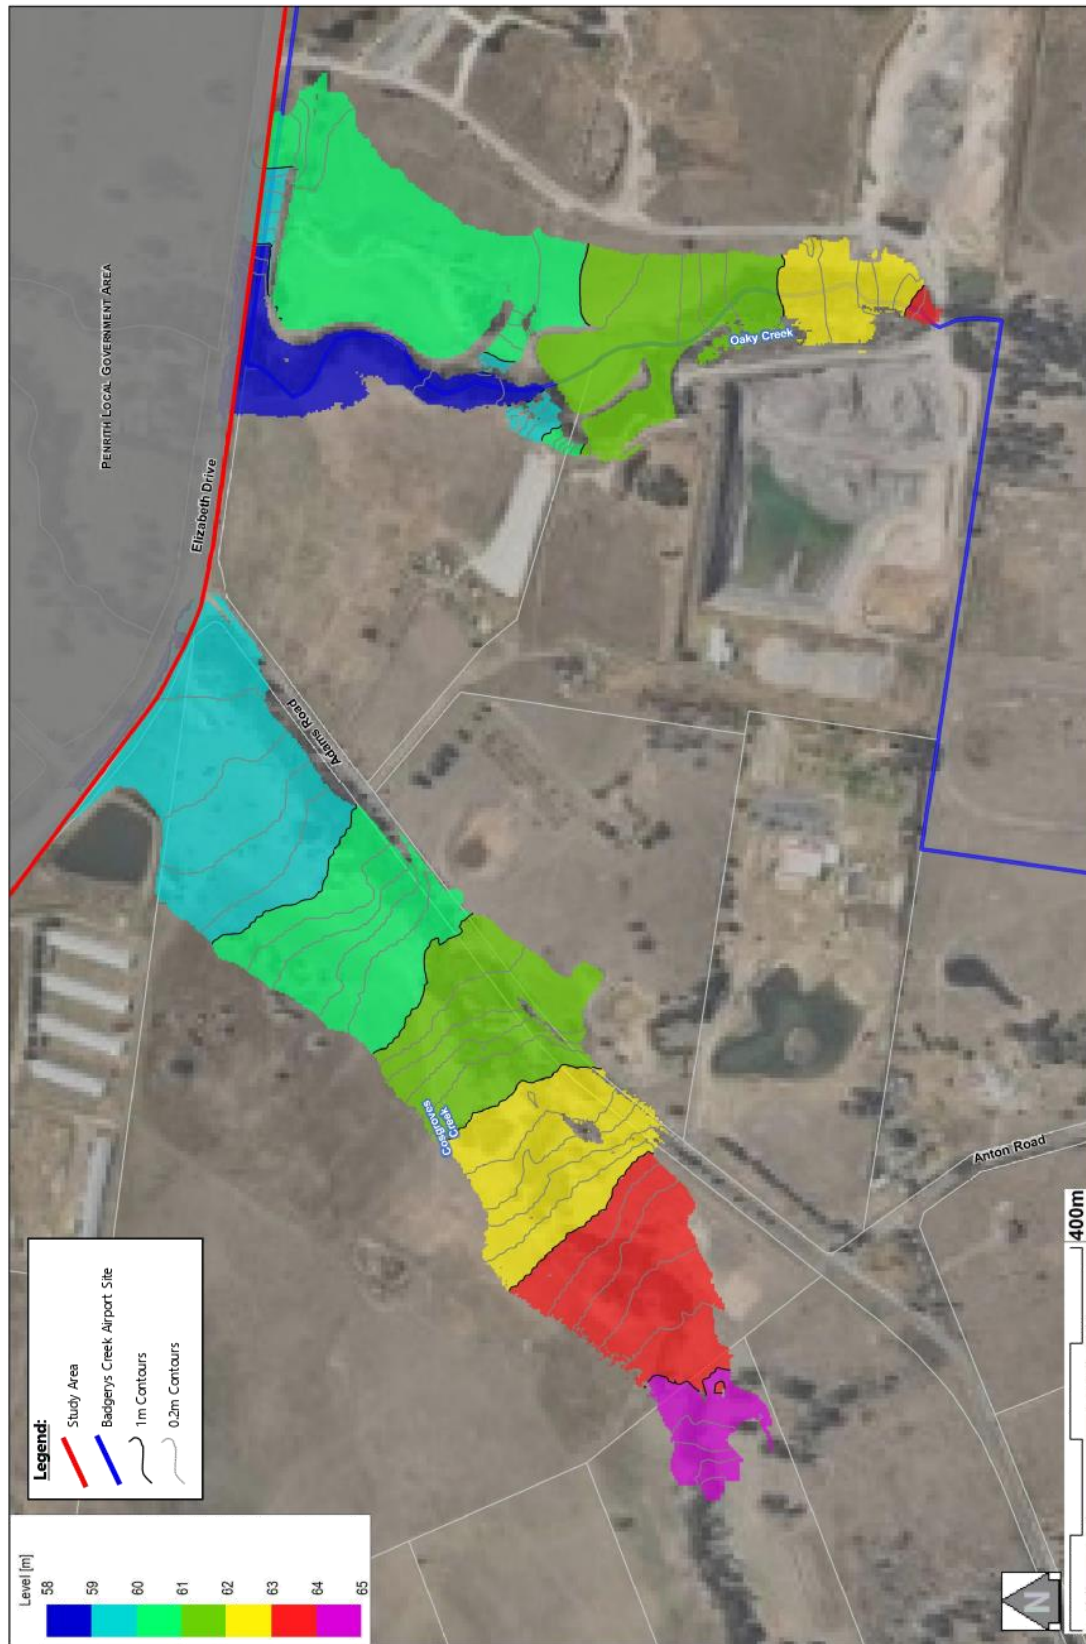 PENRITH LOCAL GOVERNMENT AREA
Elizabeth Drive
Adams Road
Oaky Creek
Cosgroves
Creek
Anton Road
Legend:
Study Area
Badgerys Creek Airport Site
1m Contours
0.2m Contours
Level [m]
58
59
60
61
62
63
64
65
N
400m